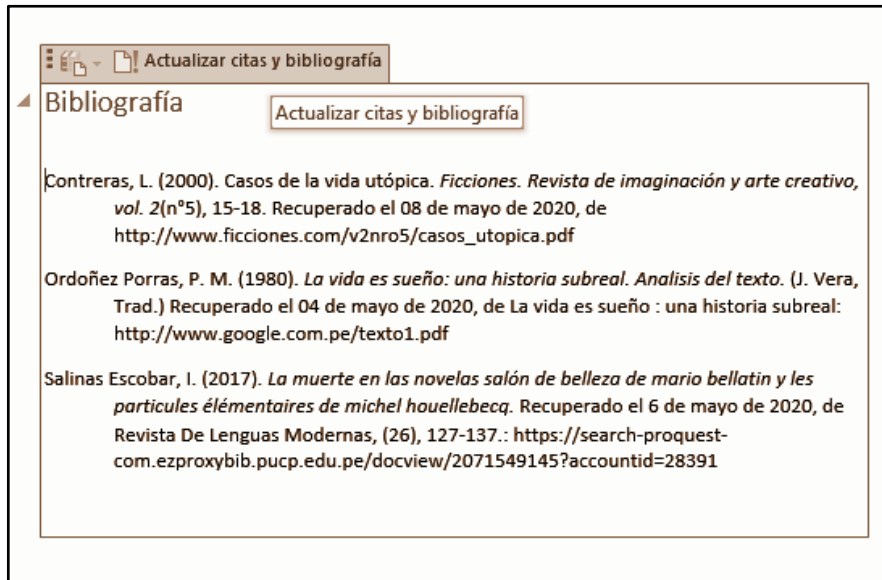 Actualizar citas y bibliografía
Bibliografía
Actualizar citas y bibliografía
Contreras, L. (2000). Casos de la vida utópica. Ficciones. Revista de imaginación y arte creativo,
vol. 2(n°5), 15-18. Recuperado el 08 de mayo de 2020, de
http://www.ficciones.com/v2nro5/casos_utopica.pdf
Ordoñez Porras, P. M. (1980). La vida es sueño: una historia subreal. Analisis del texto. (J. Vera,
Trad.) Recuperado el 04 de mayo de 2020, de La vida es sueño : una historia subreal:
http://www.google.com.pe/texto1.pdf
Salinas Escobar, I. (2017). La muerte en las novelas salón de belleza de mario bellatin y les
particules élémentaires de michel houellebecq. Recuperado el 6 de mayo de 2020, de
Revista De Lenguas Modernas, (26), 127-137.: https://search-proquest-
com.ezproxybib.pucp.edu.pe/docview/2071549145?accountid=28391